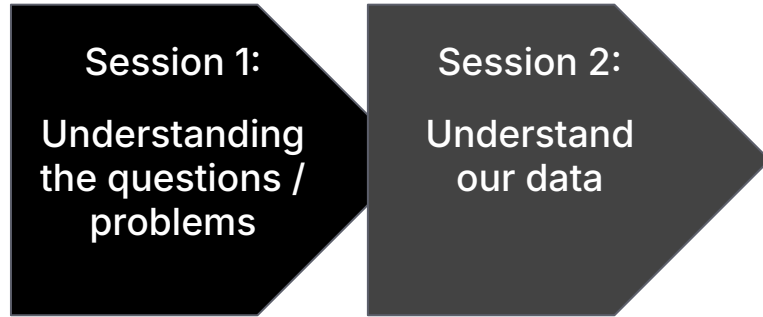 Session 1:
Understanding
the questions /
problems
Session 2:
Understand
our data